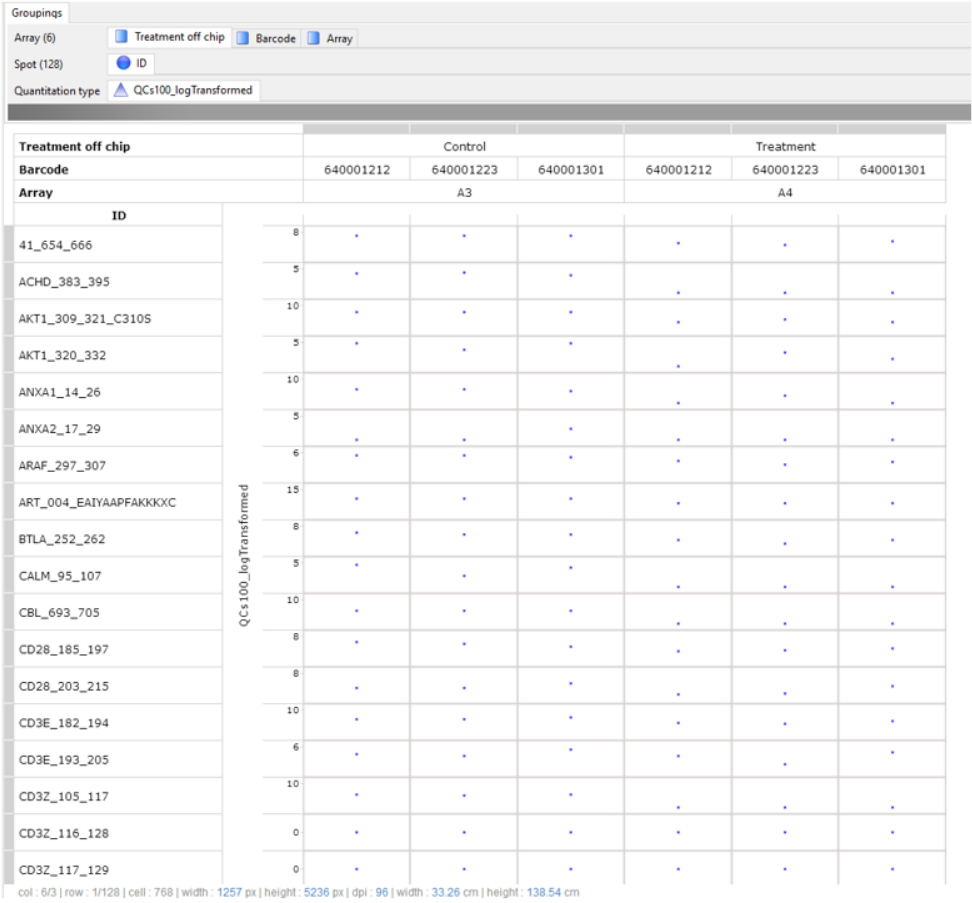 Groupings
Array (6) Treatment off chip Barcode Array
Spot (128) ID
Quantitation type QCs100_logTransformed
Treatment off chip Control Treatment
Barcode 640001212 640001223 640001301 640001212 640001223 640001301
Array A3 A4
ID
QCs100_logTransformed
41_654_666 8
ACHD_383_395 5
AKT1_309_321_C310S 10
AKT1_320_332 5
ANXA1_14_26 10
ANXA2_17_29 5
ARAF_297_307 6
ART_004_EAIYAAPFAKKKXC 15
BTLA_252_262 8
CALM_95_107 5
CBL_693_705 10
CD28_185_197 8
CD28_203_215 8
CD3E_182_194 10
CD3E_193_205 6
CD3Z_105_117 10
CD3Z_116_128 0
CD3Z_117_129 0
col : 6/3 | row : 1/128 | cell : 768 | width : 1257 px | height : 5236 px | dpi : 96 | width : 33.26 cm | height : 138.54 cm